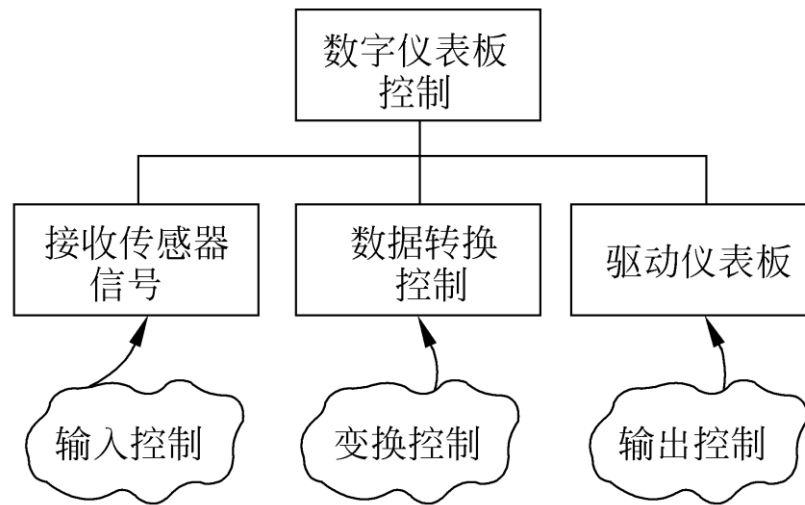 数字仪表板
控制
接收传感器
信号
数据转换
控制
驱动仪表板
输入控制
变换控制
输出控制